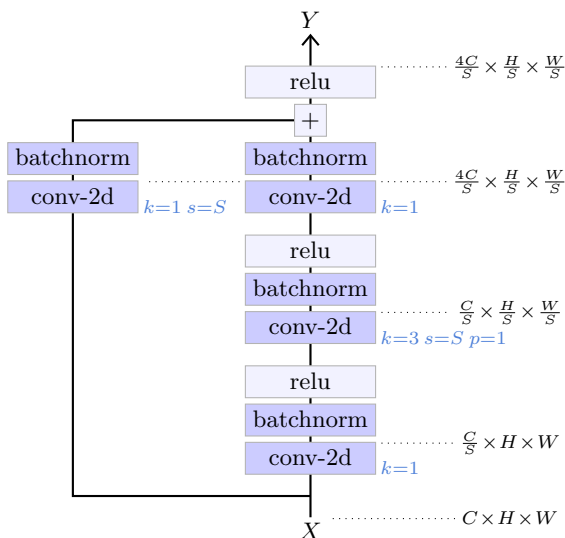 Y
relu
4C/S × H/S × W/S
+
batchnorm
batchnorm
conv-2d
k=1 s=S
conv-2d
k=1
4C/S × H/S × W/S
relu
batchnorm
conv-2d
k=3 s=S p=1
C/S × H/S × W/S
relu
batchnorm
conv-2d
k=1
C/S × H × W
X
C × H × W